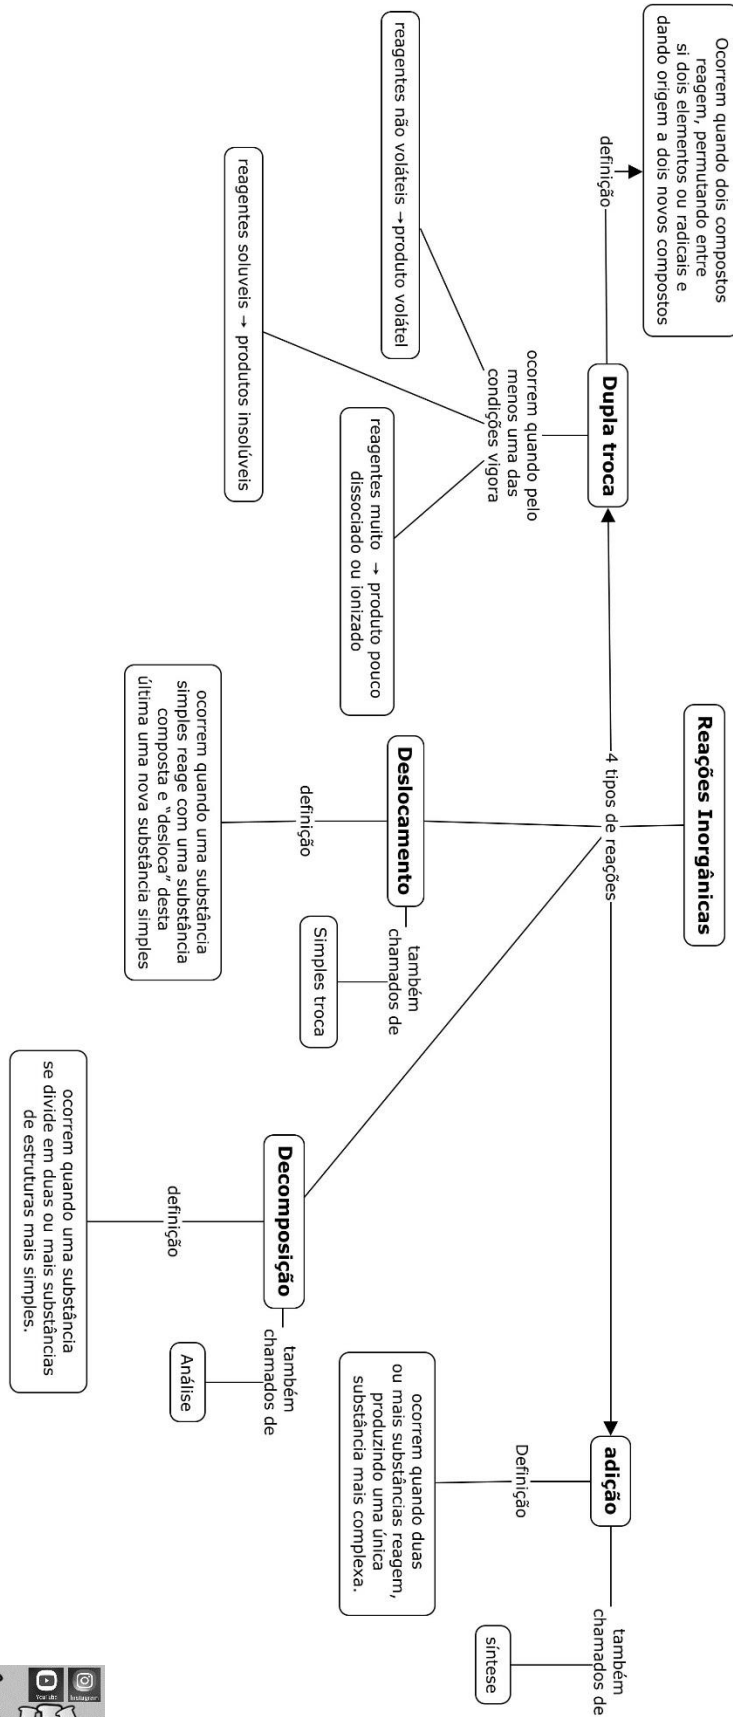 Reações Inorgânicas
4 tipos de reações
Dupla troca
definição
Ocorrem quando dois compostos
reagem, permutando entre
si dois elementos ou radicais e
dando origem a dois novos compostos
ocorrem quando pelo
menos uma das
condições vigora
reagentes não voláteis →produto volátel
reagentes soluveis → produtos insolúveis
reagentes muito → produto pouco
dissociado ou ionizado
Deslocamento
definição
ocorrem quando uma substância
simples reage com uma substância
composta e "desloca" desta
última uma nova substância simples
também
chamados de
Simples troca
Decomposição
definição
ocorrem quando uma substância
se divide em duas ou mais substâncias
de estruturas mais simples.
também
chamados de
Análise
adição
Definição
ocorrem quando duas
ou mais substâncias reagem,
produzindo uma única
substância mais complexa.
também
chamados de
síntese
Instagram
YouTube